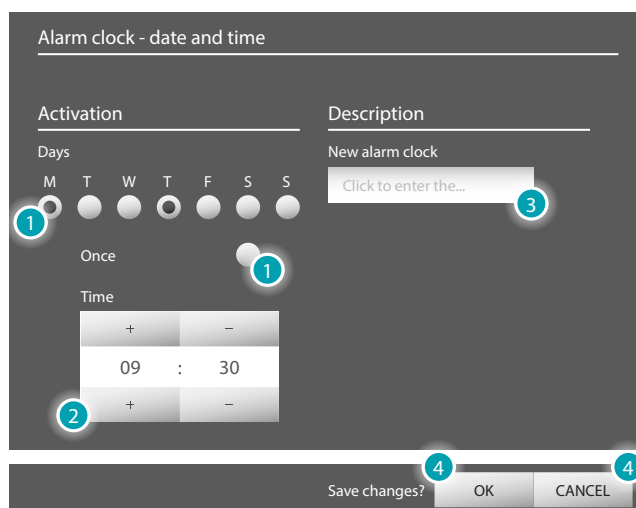 Alarm clock - date and time
Activation
Days
M T W T F S S
1
Once
1
Time
+ –
09 : 30
+ –
2
Description
New alarm clock
Click to enter the...
3
Save changes?
4
OK
CANCEL
4